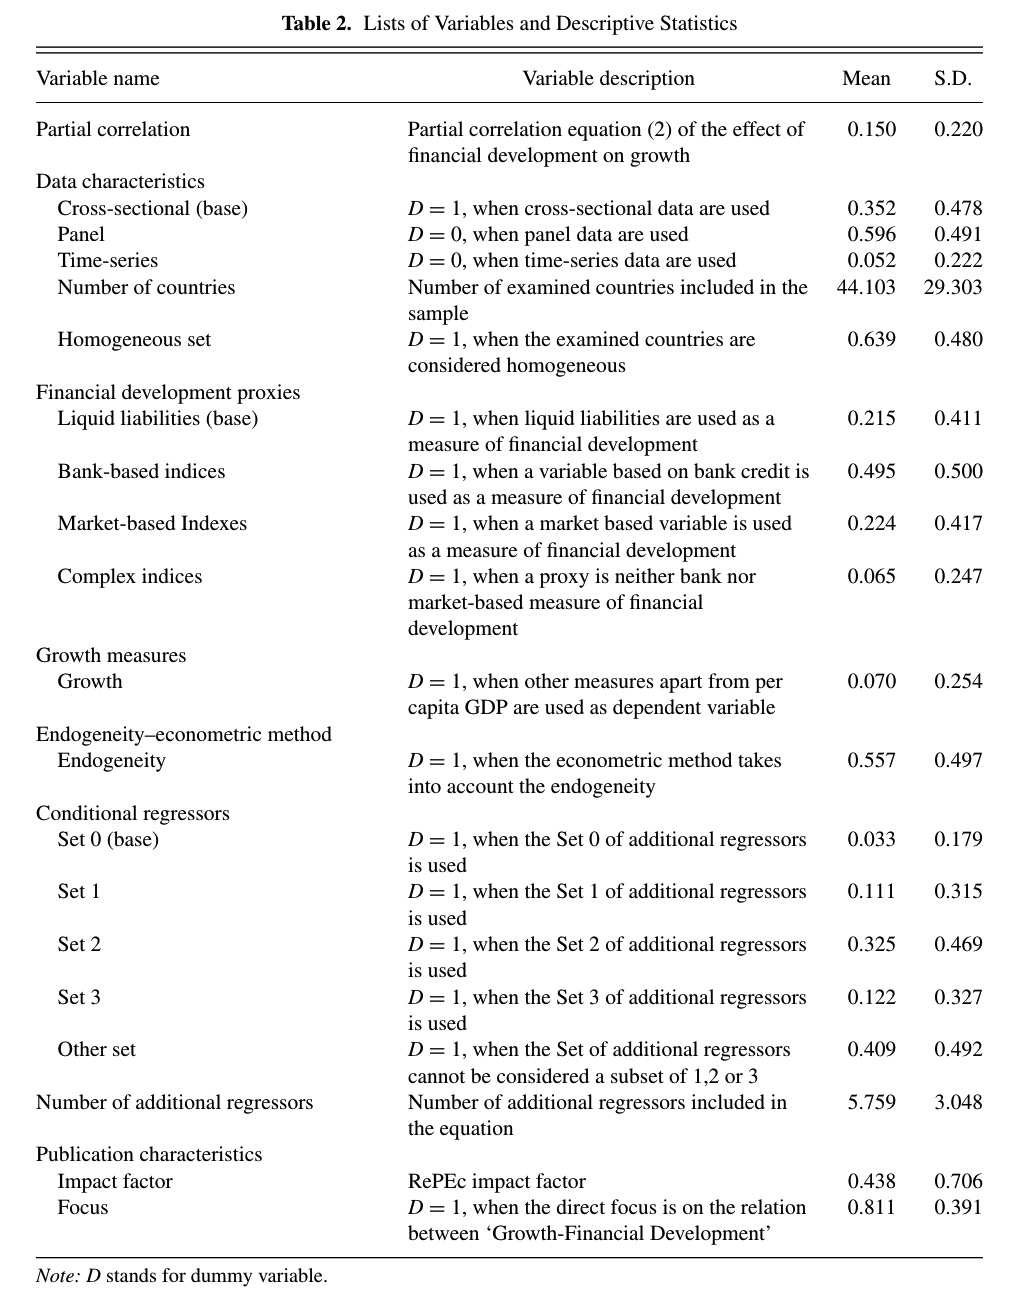 Table 2. Lists of Variables and Descriptive Statistics
Variable name Variable description Mean S.D.
Partial correlation Partial correlation equation (2) of the effect of 0.150 0.220
financial development on growth
Data characteristics
Cross-sectional (base) D = 1, when cross-sectional data are used 0.352 0.478
Panel D = 0, when panel data are used 0.596 0.491
Time-series D = 0, when time-series data are used 0.052 0.222
Number of countries Number of examined countries included in the 44.103 29.303
sample
Homogeneous set D = 1, when the examined countries are 0.639 0.480
considered homogeneous
Financial development proxies
Liquid liabilities (base) D = 1, when liquid liabilities are used as a 0.215 0.411
measure of financial development
Bank-based indices D = 1, when a variable based on bank credit is 0.495 0.500
used as a measure of financial development
Market-based Indexes D = 1, when a market based variable is used 0.224 0.417
as a measure of financial development
Complex indices D = 1, when a proxy is neither bank nor 0.065 0.247
market-based measure of financial
development
Growth measures
Growth D = 1, when other measures apart from per 0.070 0.254
capita GDP are used as dependent variable
Endogeneity–econometric method
Endogeneity D = 1, when the econometric method takes 0.557 0.497
into account the endogeneity
Conditional regressors
Set 0 (base) D = 1, when the Set 0 of additional regressors 0.033 0.179
is used
Set 1 D = 1, when the Set 1 of additional regressors 0.111 0.315
is used
Set 2 D = 1, when the Set 2 of additional regressors 0.325 0.469
is used
Set 3 D = 1, when the Set 3 of additional regressors 0.122 0.327
is used
Other set D = 1, when the Set of additional regressors 0.409 0.492
cannot be considered a subset of 1,2 or 3
Number of additional regressors Number of additional regressors included in 5.759 3.048
the equation
Publication characteristics
Impact factor RePEc impact factor 0.438 0.706
Focus D = 1, when the direct focus is on the relation 0.811 0.391
between ‘Growth-Financial Development’
Note: D stands for dummy variable.